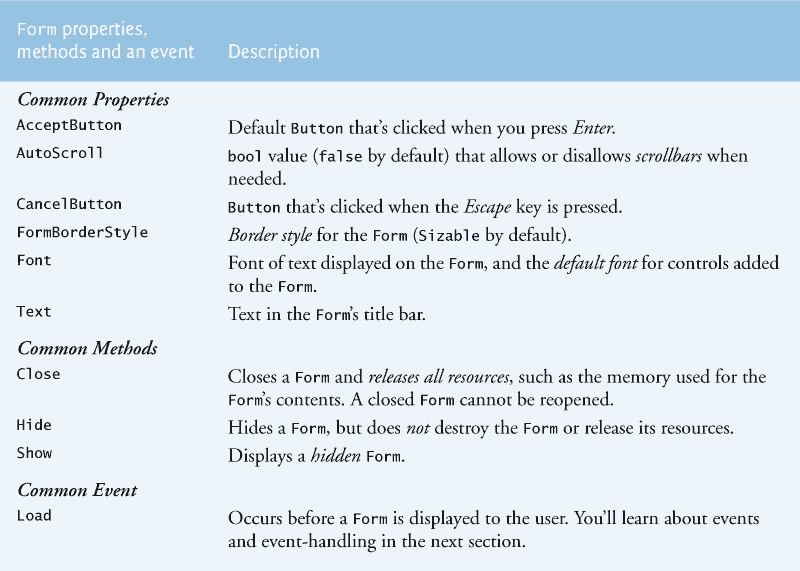 Form properties,
methods and an event Description
Common Properties
AcceptButton Default Button that's clicked when you press Enter.
AutoScroll bool value (false by default) that allows or disallows scrollbars when
needed.
CancelButton Button that's clicked when the Escape key is pressed.
FormBorderStyle Border style for the Form (Sizable by default).
Font Font of text displayed on the Form, and the default font for controls added
to the Form.
Text Text in the Form's title bar.
Common Methods
Close Closes a Form and releases all resources, such as the memory used for the
Form's contents. A closed Form cannot be reopened.
Hide Hides a Form, but does not destroy the Form or release its resources.
Show Displays a hidden Form.
Common Event
Load Occurs before a Form is displayed to the user. You'll learn about events
and event-handling in the next section.